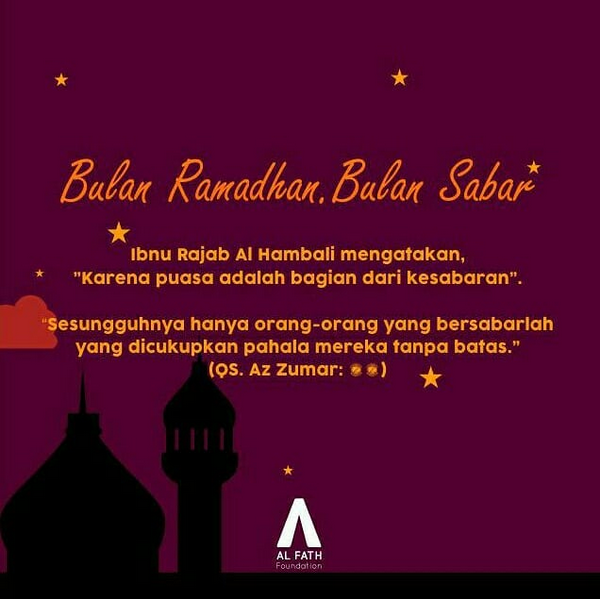 Bulan Ramadhan, Bulan Sabar
Ibnu Rajab Al Hambali mengatakan,
"Karena puasa adalah bagian dari kesabaran".
“Sesungguhnya hanya orang-orang yang bersabarlah
yang dicukupkan pahala mereka tanpa batas.”
(QS. Az Zumar: )
AL FATH
Foundation